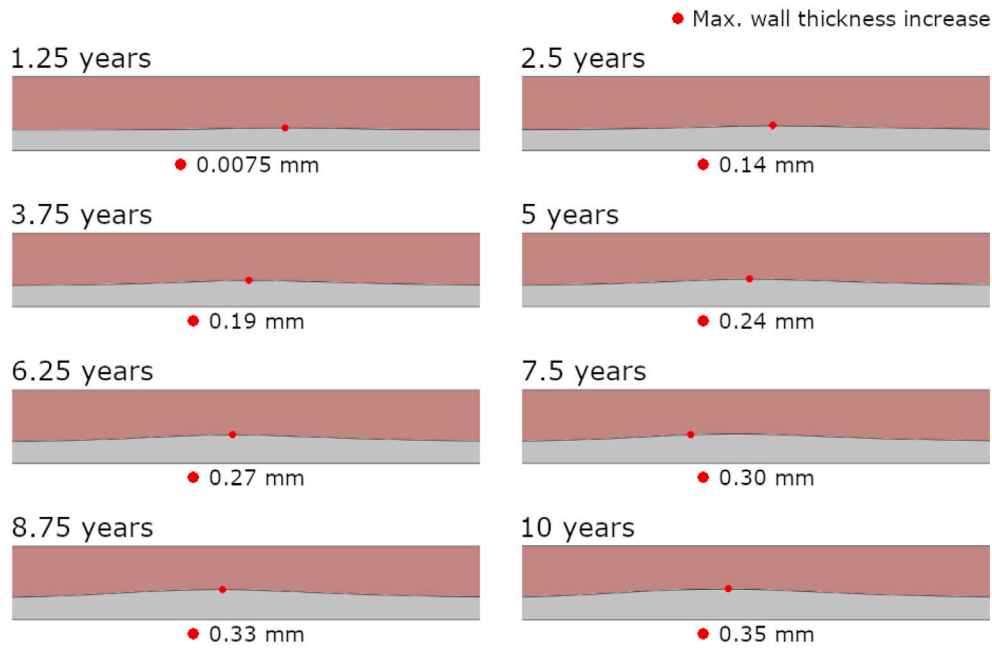 Max. wall thickness increase
1.25 years
2.5 years
0.0075 mm
0.14 mm
3.75 years
5 years
0.19 mm
0.24 mm
6.25 years
7.5 years
0.27 mm
0.30 mm
8.75 years
10 years
0.33 mm
0.35 mm